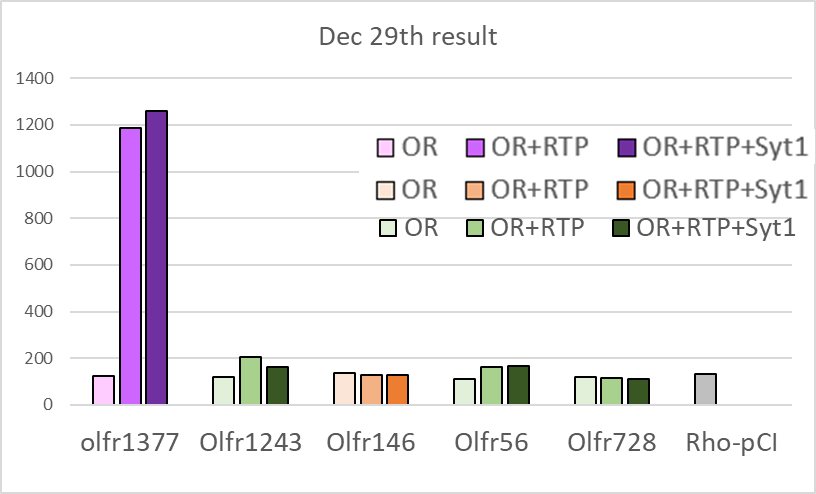 Dec 29th result
1400
1200
1000
800
600
400
200
0
OR OR+RTP OR+RTP+Syt1
OR OR+RTP OR+RTP+Syt1
OR OR+RTP OR+RTP+Syt1
olfr1377 Olfr1243 Olfr146 Olfr56 Olfr728 Rho-pCI